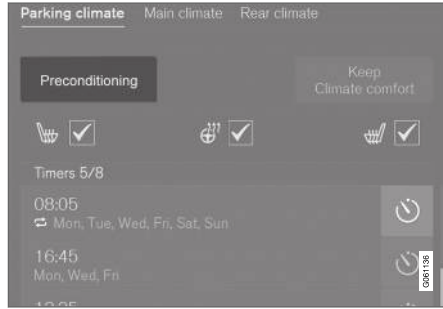 Parking climate Main climate Rear climate
Preconditioning
Keep
Climate comfort
Timers 5/8
08:05
Mon, Tue, Wed, Fri, Sat, Sun
16:45
Mon, Wed, Fri
G061136